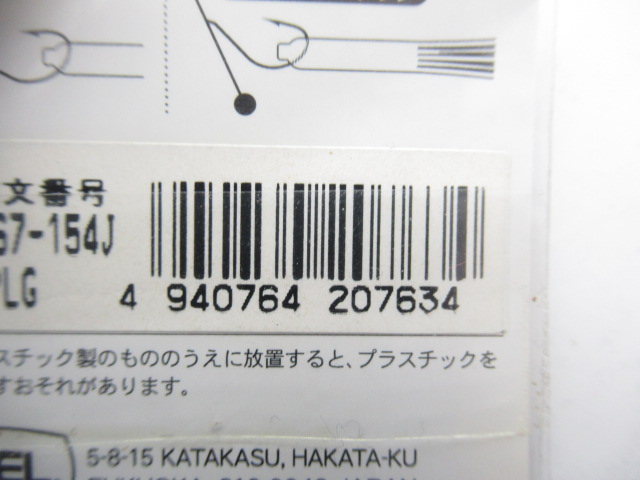 文番号
67-154J
PLG
4 940764 207634
スチック製のもののうえに放置すると、プラスチックを
すおそれがあります。
5-8-15 KATAKASU, HAKATA-KU